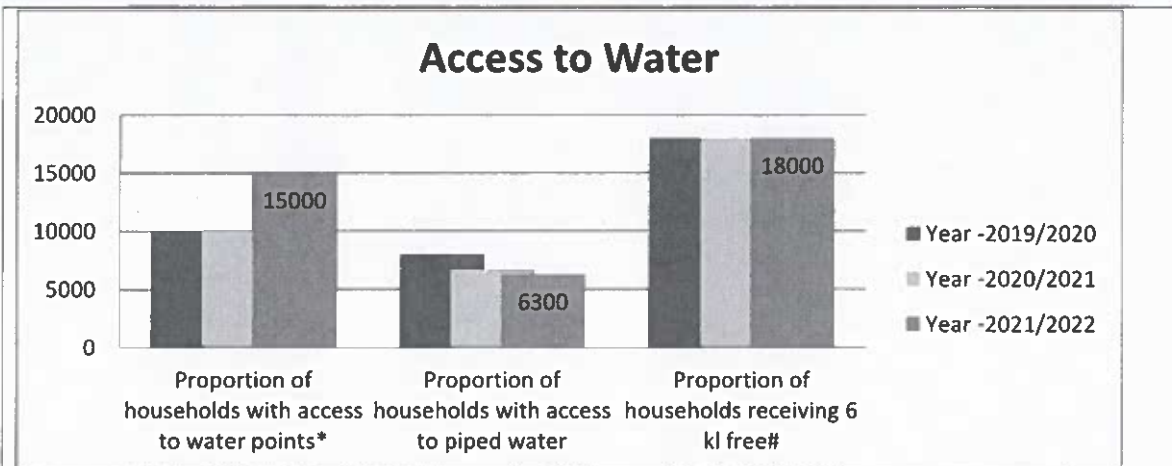 Access to Water
20000
15000
10000
5000
0
15000
6300
18000
Proportion of
households with access
to water points*
Proportion of
households with access
to piped water
Proportion of
households receiving 6
kl free#
Year -2019/2020
Year -2020/2021
Year -2021/2022